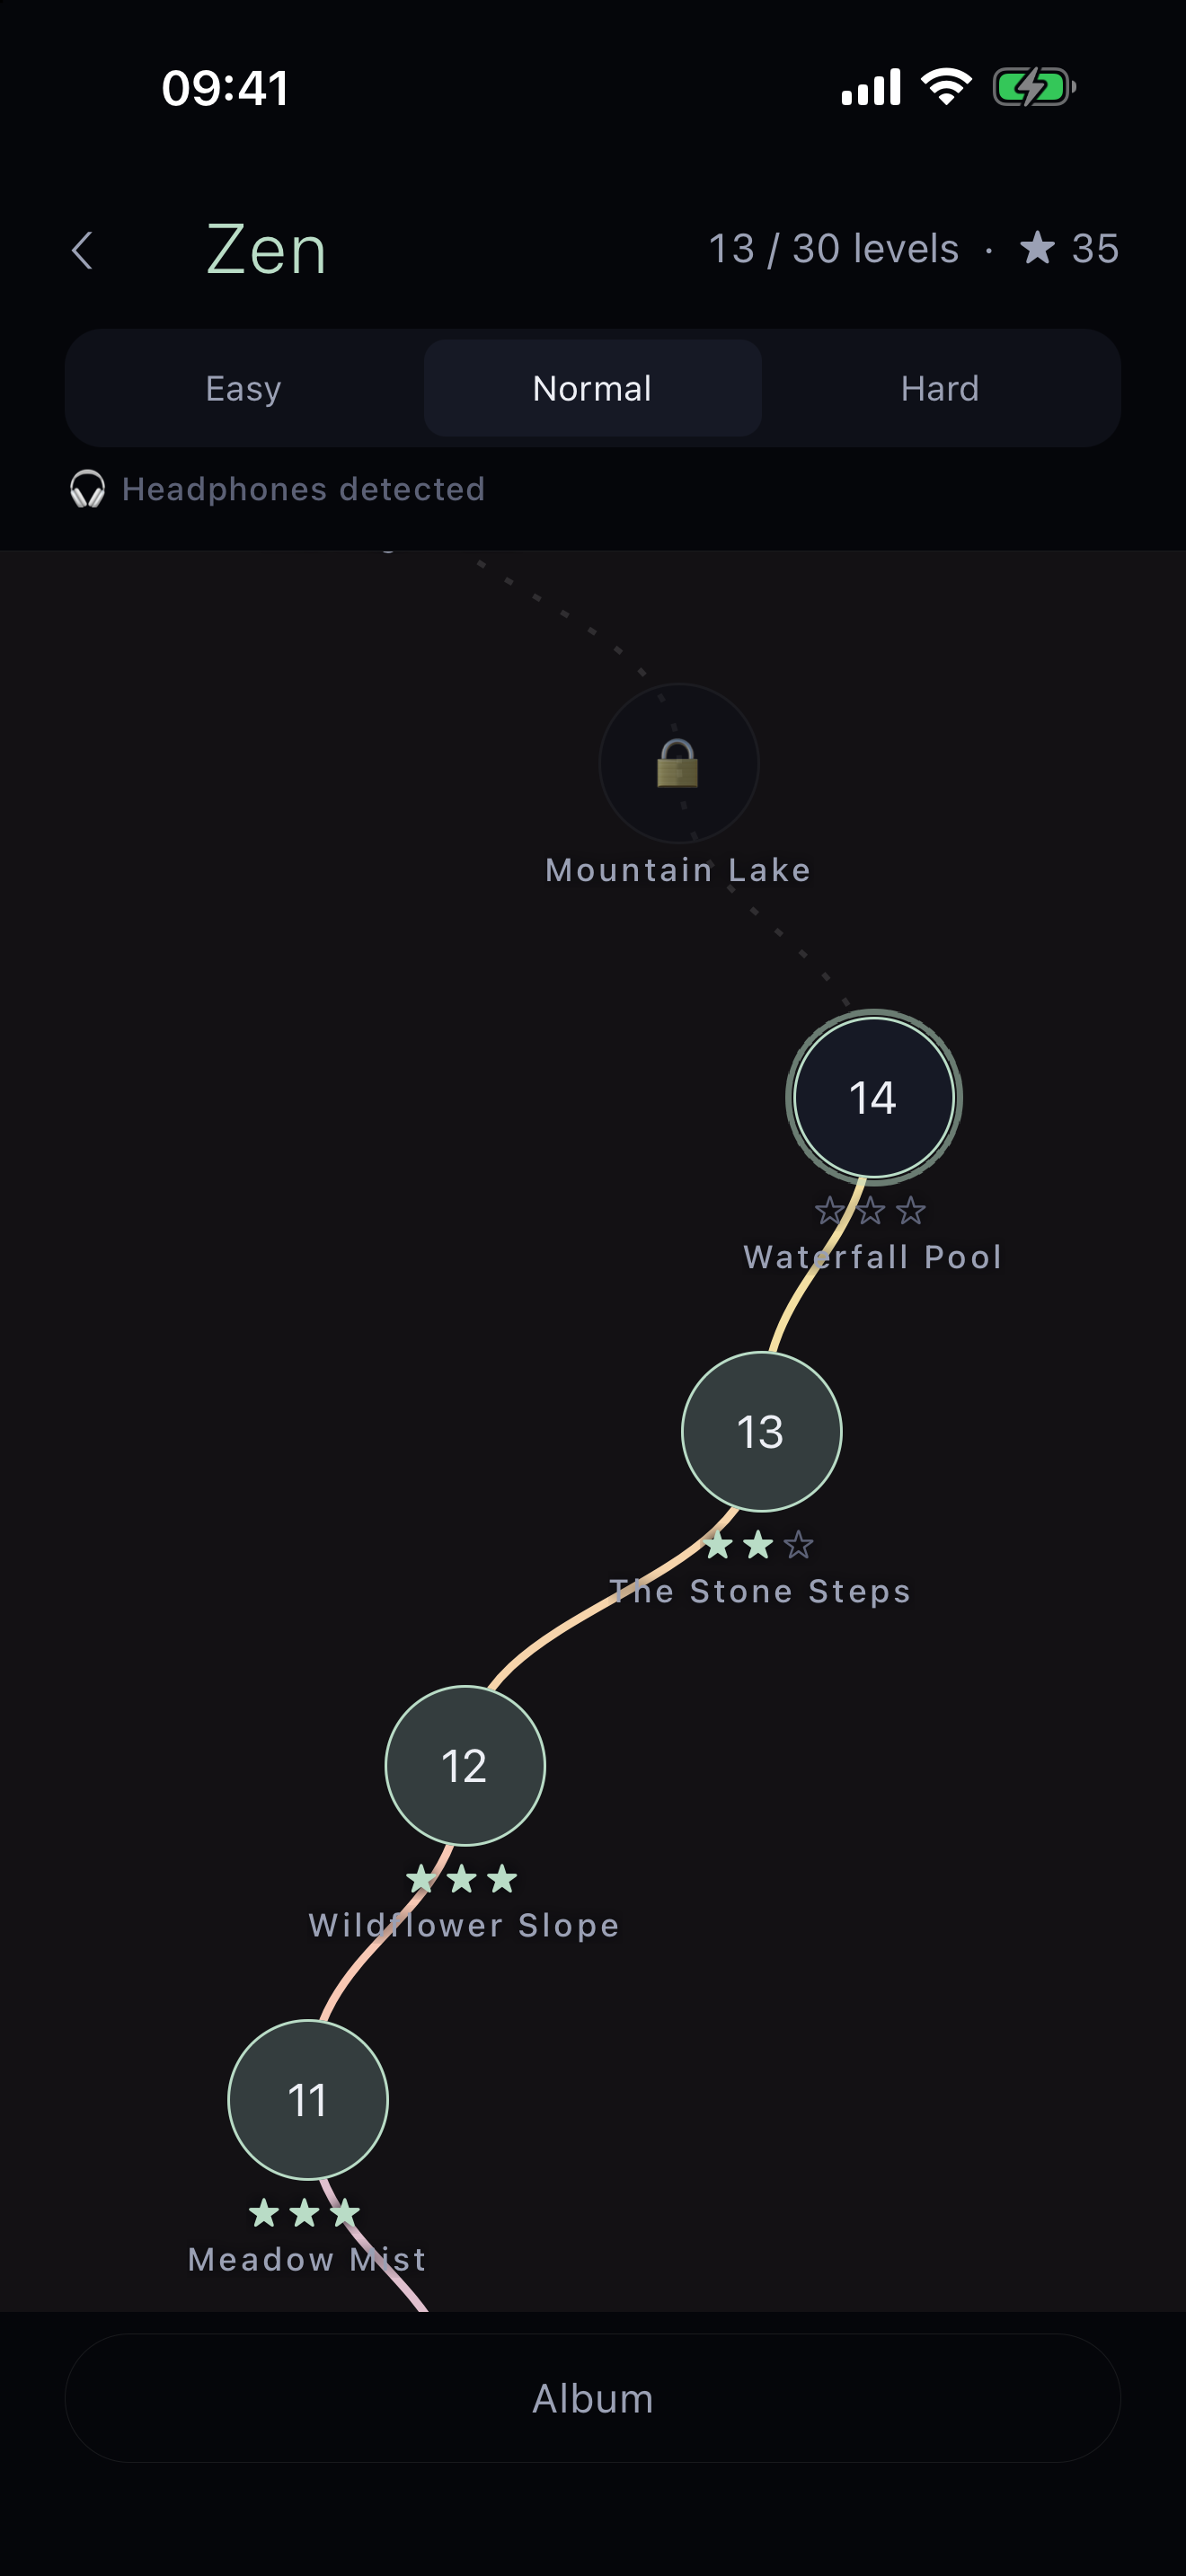 09:41
Zen
13 / 30 levels · ★ 35
Easy
Normal
Hard
Headphones detected
Mountain Lake
14
Waterfall Pool
13
The Stone Steps
12
Wildflower Slope
11
Meadow Mist
Album